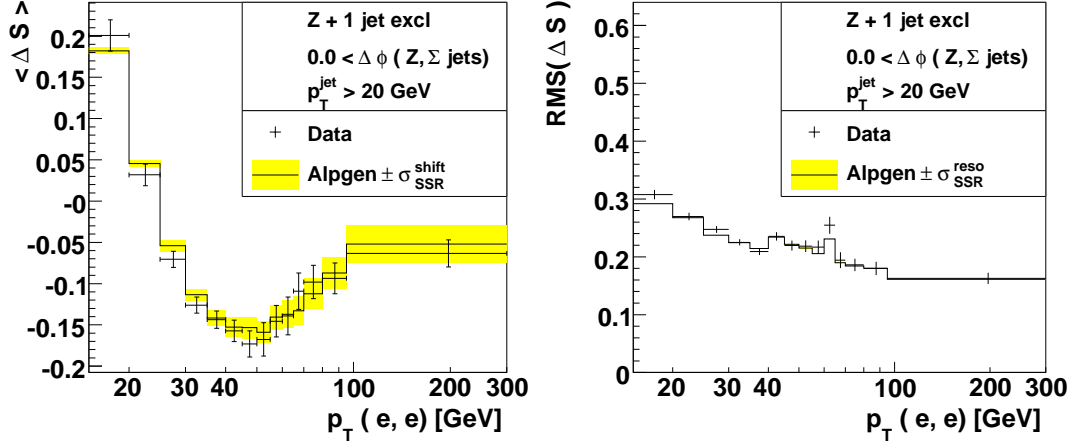 < Δ S >
0.2
0.15
0.1
0.05
-0
-0.05
-0.1
-0.15
-0.2
20
30
40
100
200
300
p_T ( e, e) [GeV]
Z + 1 jet excl
0.0 < Δ ϕ ( Z, Σ jets)
p_T^jet > 20 GeV
Data
Alpgen ± σ_SSR^shift
RMS( Δ S )
0.6
0.5
0.4
0.3
0.2
0.1
0
20
30
40
100
200
300
p_T ( e, e) [GeV]
Z + 1 jet excl
0.0 < Δ ϕ ( Z, Σ jets)
p_T^jet > 20 GeV
Data
Alpgen ± σ_SSR^reso